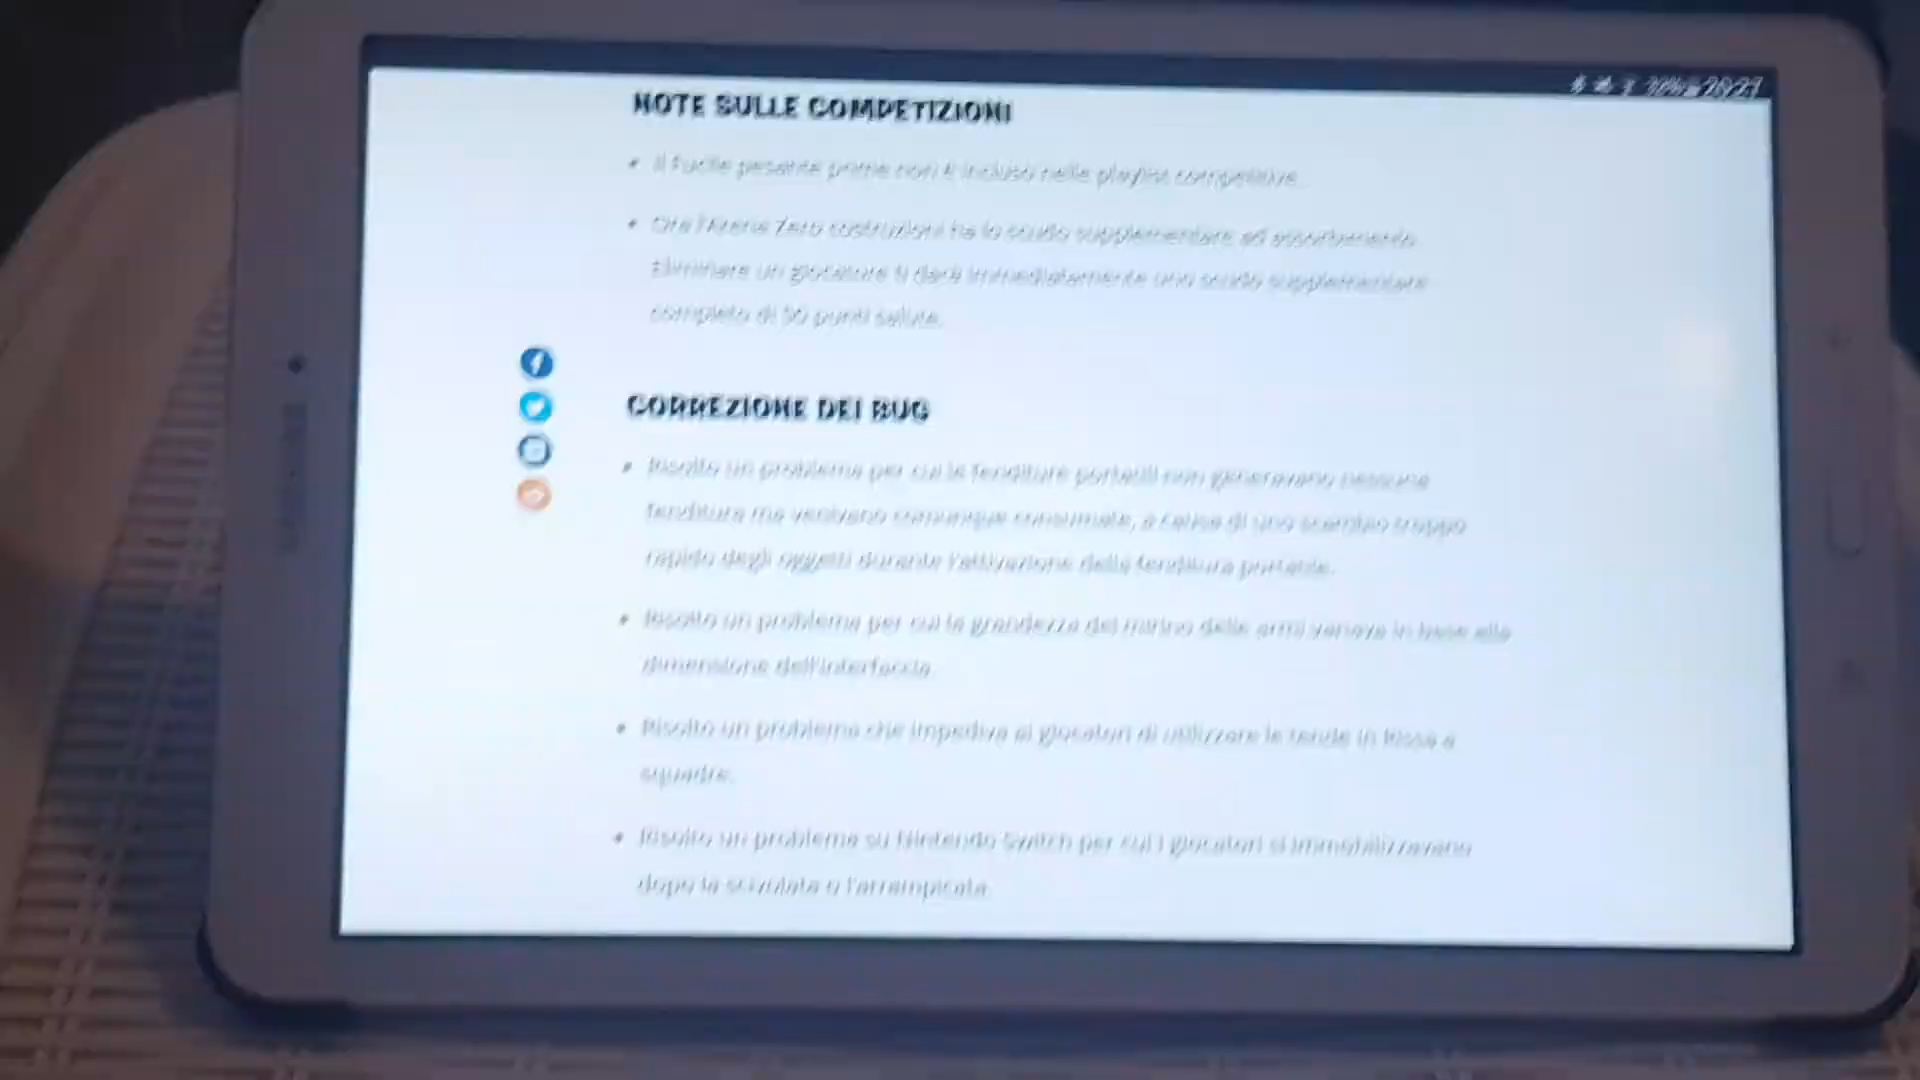 NOTE SULLE COMPETIZIONI
Il fucile pesante prime non è incluso nelle playlist competitive.
Ora l'Arena Zero costruzioni ha lo scudo supplementare ad assorbimento.
Eliminare un giocatore ti darà immediatamente uno scudo supplementare
completo di 50 punti salute.
CORREZIONE DEI BUG
Risolto un problema per cui le fenditure portatili non generavano nessuna
fenditura ma venivano comunque consumate, a causa di uno scambio troppo
rapido degli oggetti durante l'attivazione della fenditura portatile.
Risolto un problema per cui la grandezza del mirino delle armi variava in base alla
dimensione dell'interfaccia.
Risolto un problema che impediva ai giocatori di utilizzare le tende in Rissa a
squadre.
Risolto un problema su Nintendo Switch per cui i giocatori si immobilizzavano
dopo la scivolata o l'arrampicata.